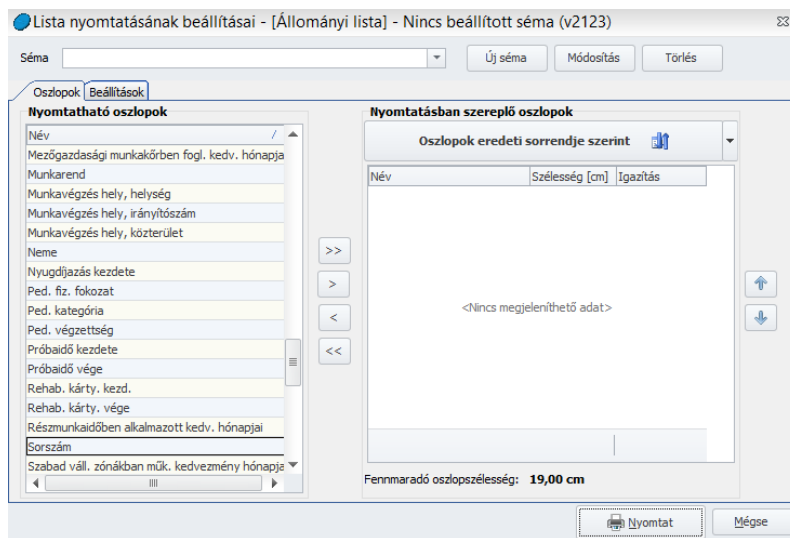 Lista nyomtatásának beállításai - [Állományi lista] - Nincs beállított séma (v2123)
Séma
Új séma
Módosítás
Törlés
Oszlopok
Beállítások
Nyomtatható oszlopok
Név
Mezőgazdasági munkakörben fogl. kedv. hónapja
Munkarend
Munkavégzés hely, helység
Munkavégzés hely, irányítószám
Munkavégzés hely, közterület
Neme
Nyugdíjazás kezdete
Ped. fiz. fokozat
Ped. kategória
Ped. végzettség
Próbaidő kezdete
Próbaidő vége
Rehab. kárty. kezd.
Rehab. kárty. vége
Részmunkaidőben alkalmazott kedv. hónapjai
Sorszám
Szabad váll. zónákban műk. kedvezmény hónapja
>>
>
<
<<
Nyomtatásban szereplő oszlopok
Oszlopok eredeti sorrendje szerint
Név Szélesség [cm] Igazítás
<Nincs megjeleníthető adat>
Fennmaradó oszlopszélesség: 19,00 cm
Nyomtat
Mégse